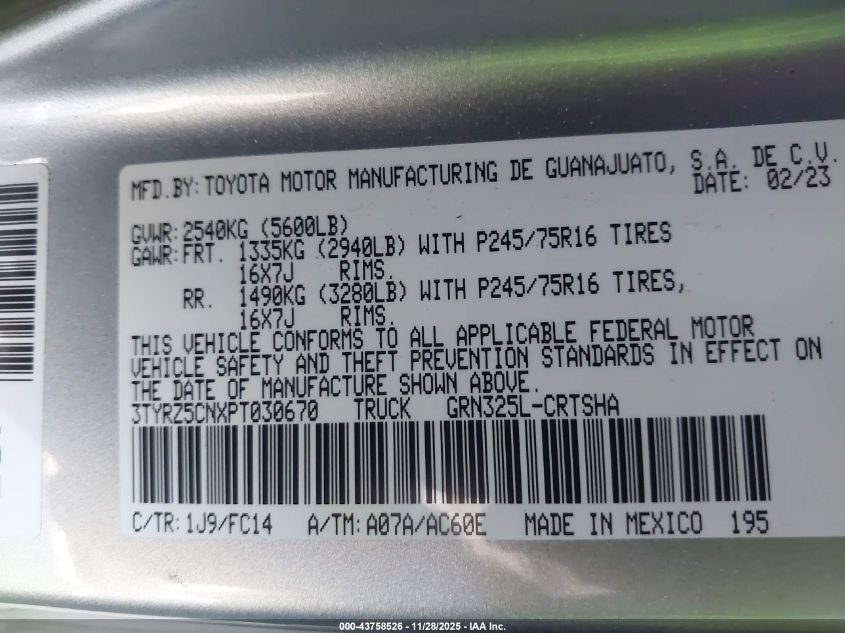 MFD.BY: TOYOTA MOTOR MANUFACTURING DE GUANAJUATO, S.A. DE C.V.
DATE: 02/23
GVWR: 2540KG (5600LB)
GAWR: FRT. 1335KG (2940LB) WITH P245/75R16 TIRES
16X7J RIMS.
RR. 1490KG (3280LB) WITH P245/75R16 TIRES,
16X7J RIMS.
THIS VEHICLE CONFORMS TO ALL APPLICABLE FEDERAL MOTOR
VEHICLE SAFETY AND THEFT PREVENTION STANDARDS IN EFFECT ON
THE DATE OF MANUFACTURE SHOWN ABOVE.
3TYRZ5CNXPT030670 TRUCK GRN325L-CRTSHA
C/TR: 1J9/FC14 A/TM: A07A/AC60E MADE IN MEXICO 195
000-43758526 - 11/28/2025 - IAA Inc.